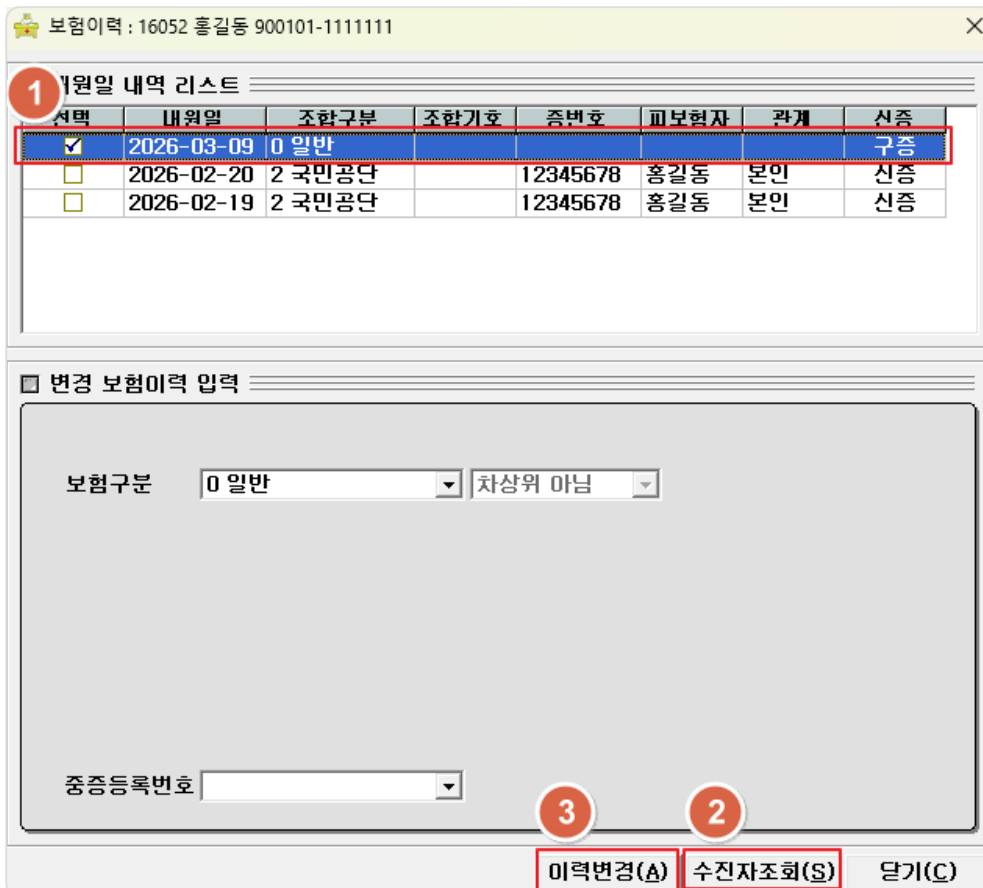 보험이력 : 16052 홍길동 900101-1111111
1
내원일 내역 리스트
선택 내원일 조합구분 조합기호 증번호 피보험자 관계 신증
2026-03-09 0 일반 구증
2026-02-20 2 국민공단 12345678 홍길동 본인 신증
2026-02-19 2 국민공단 12345678 홍길동 본인 신증
변경 보험이력 입력
보험구분 0 일반 차상위 아님
중증등록번호
3 2
이력변경(A) 수진자조회(S) 닫기(C)